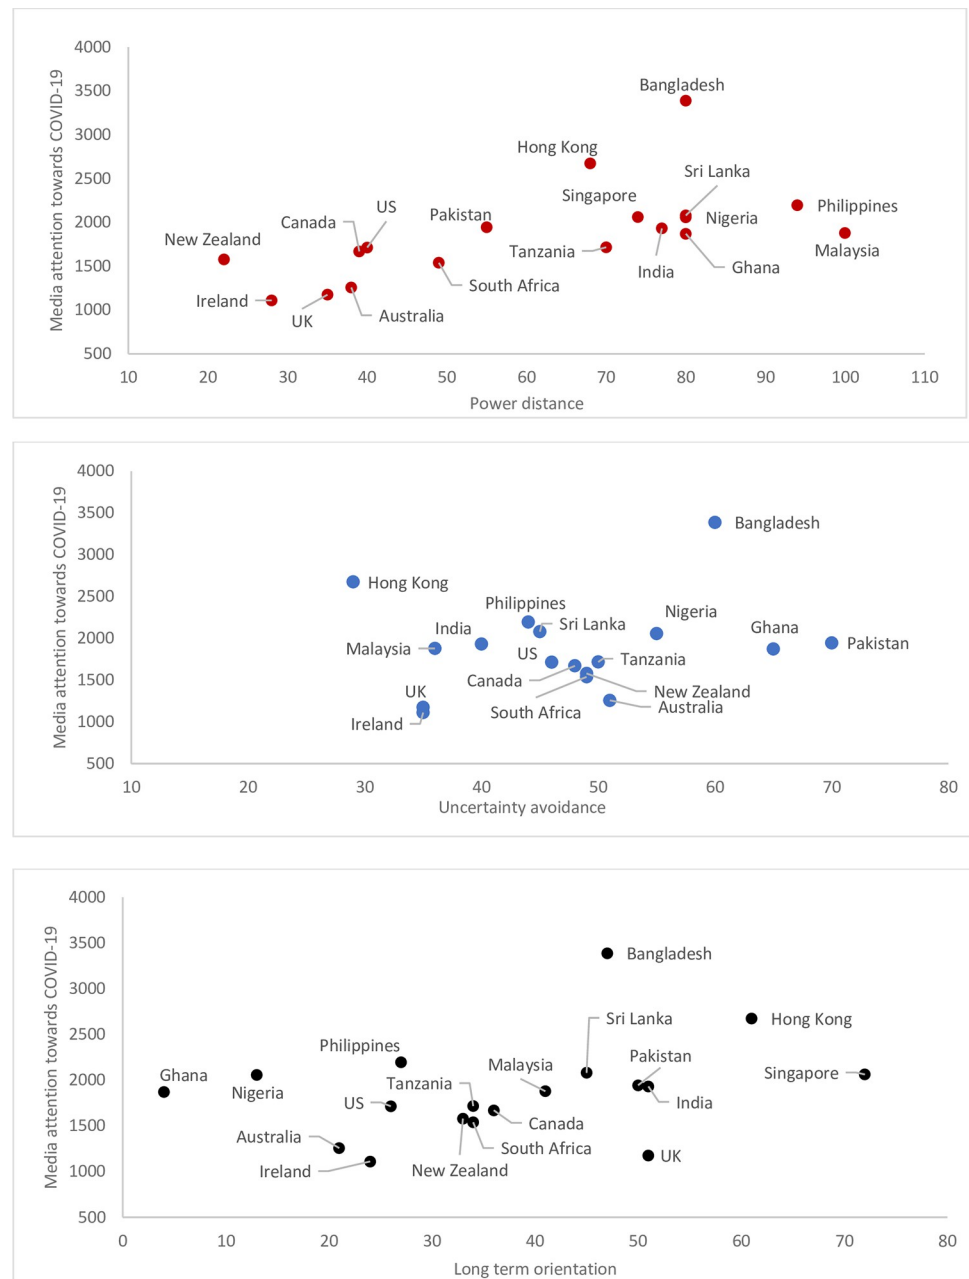 4000
3500
3000
2500
2000
1500
1000
500
Media attention towards COVID-19
Bangladesh
Hong Kong
Sri Lanka
Singapore
US
Pakistan
Philippines
Canada
Nigeria
New Zealand
Tanzania
Malaysia
India
Ghana
South Africa
Ireland
UK
Australia
10 20 30 40 50 60 70 80 90 100 110
Power distance
4000
3500
3000
2500
2000
1500
1000
500
Media attention towards COVID-19
Bangladesh
Hong Kong
Philippines
Nigeria
Sri Lanka
India
Ghana
Malaysia
Pakistan
US
Tanzania
Canada
New Zealand
UK
South Africa
Australia
Ireland
10 20 30 40 50 60 70 80
Uncertainty avoidance
4000
3500
3000
2500
2000
1500
1000
500
Media attention towards COVID-19
Bangladesh
Sri Lanka
Hong Kong
Philippines
Pakistan
Malaysia
Singapore
Ghana
Tanzania
Nigeria
US
India
Canada
Australia
South Africa
UK
Ireland
New Zealand
0 10 20 30 40 50 60 70 80
Long term orientation